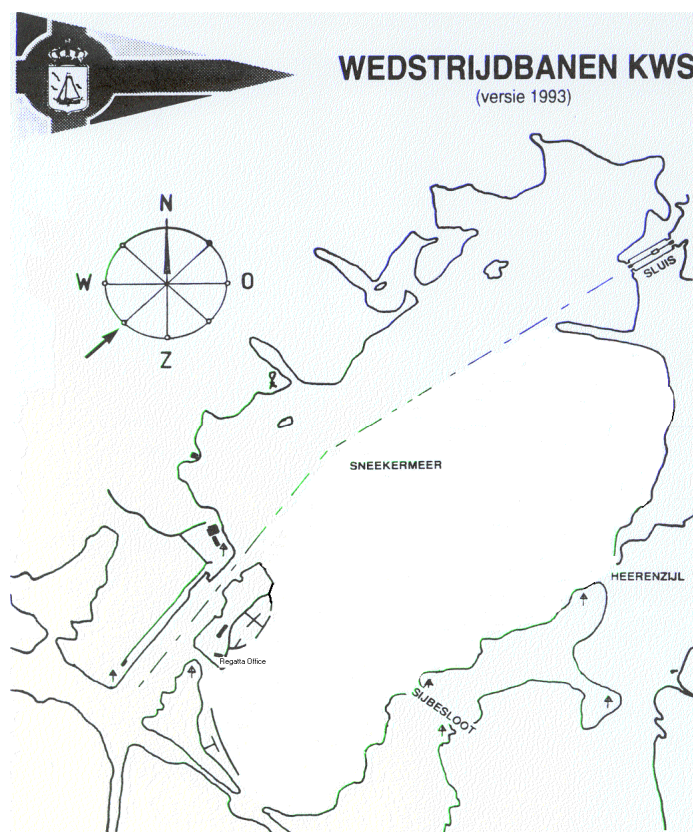 WEDSTRIJDBANEN KWS
(versie 1993)
N
W
O
Z
SLUIS
SNEEKERMEER
HEERENZIJL
Regatta Office
SIJBESLOOT